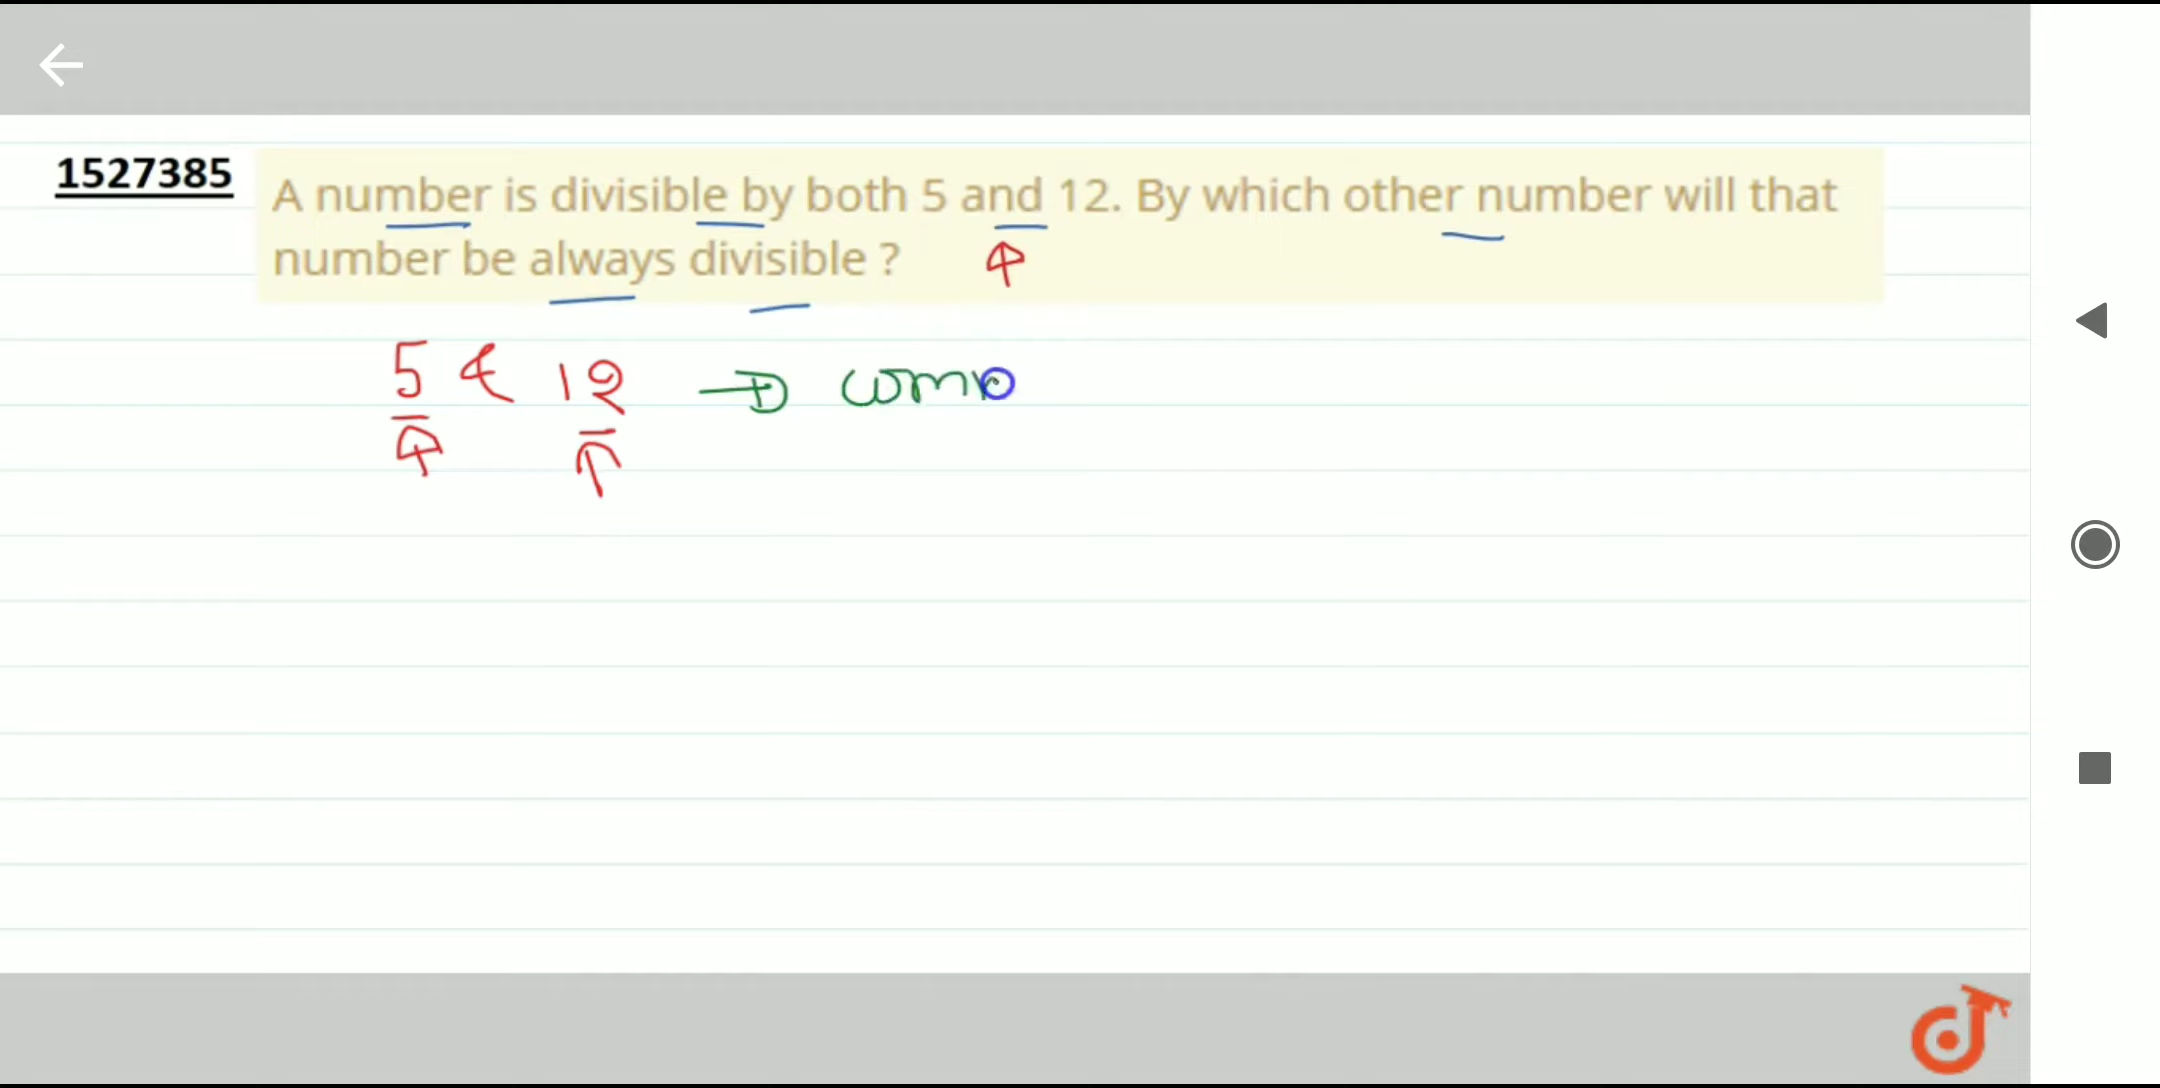 1527385 A number is divisible by both 5 and 12. By which other number will that
number be always divisible ?
5 & 12 →